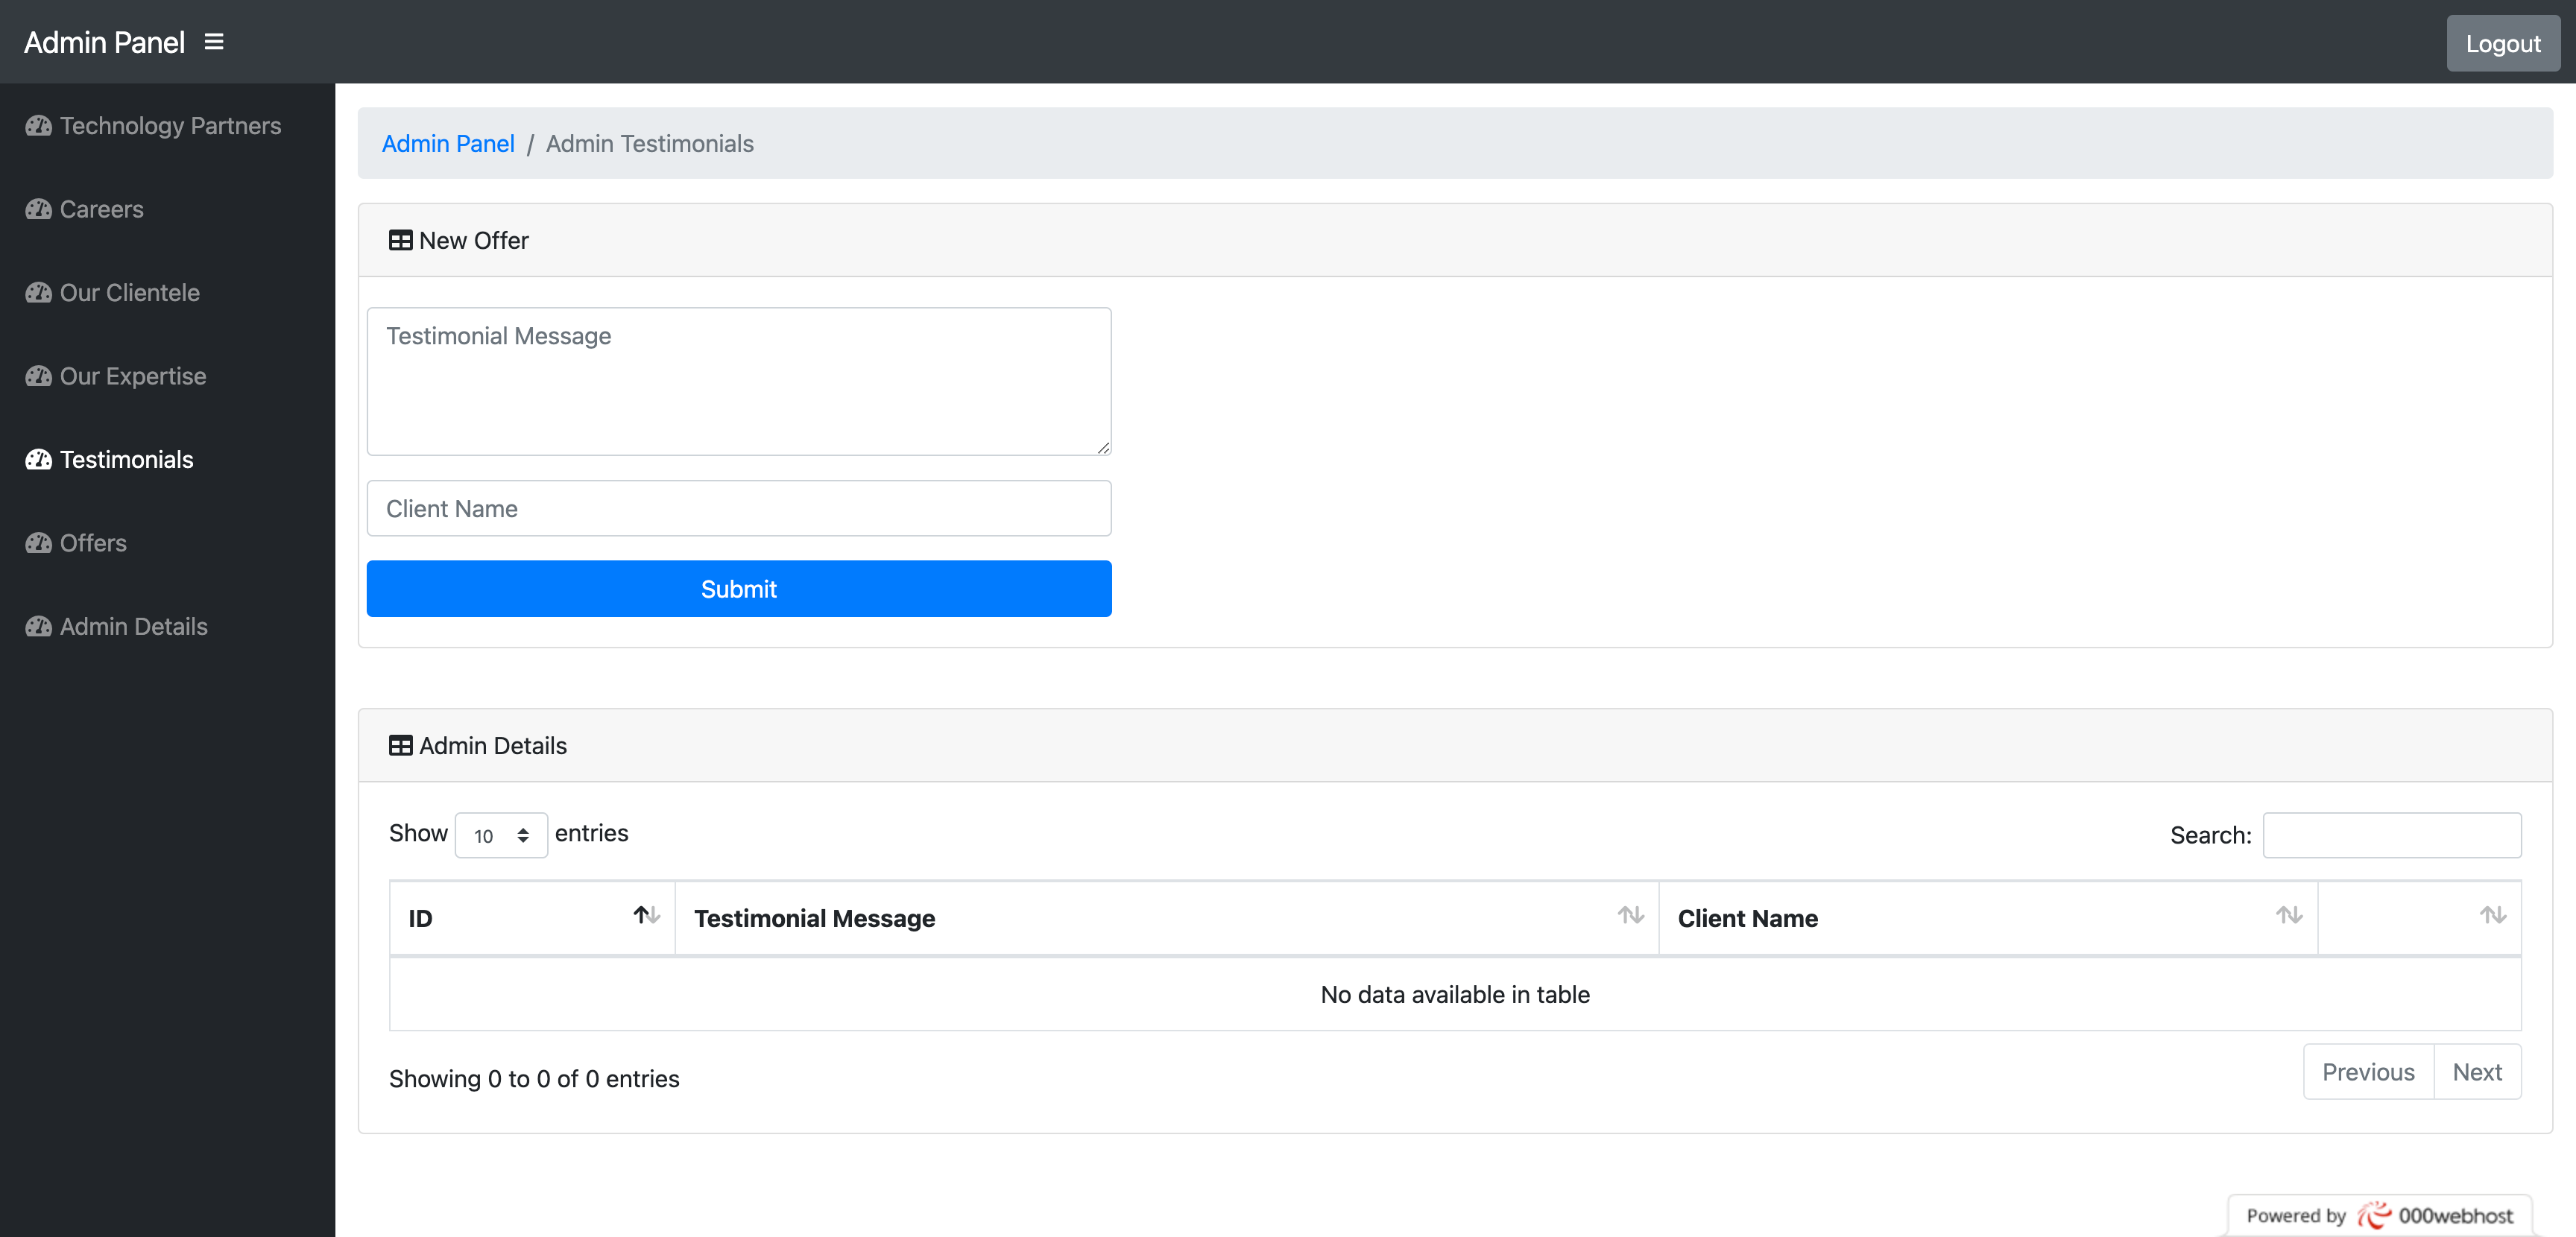 Admin Panel
Logout
Technology Partners
Careers
Our Clientele
Our Expertise
Testimonials
Offers
Admin Details
Admin Panel / Admin Testimonials
New Offer
Testimonial Message
Client Name
Submit
Admin Details
Show 10 entries
Search:
ID Testimonial Message Client Name
No data available in table
Showing 0 to 0 of 0 entries
Previous Next
Powered by 000webhost